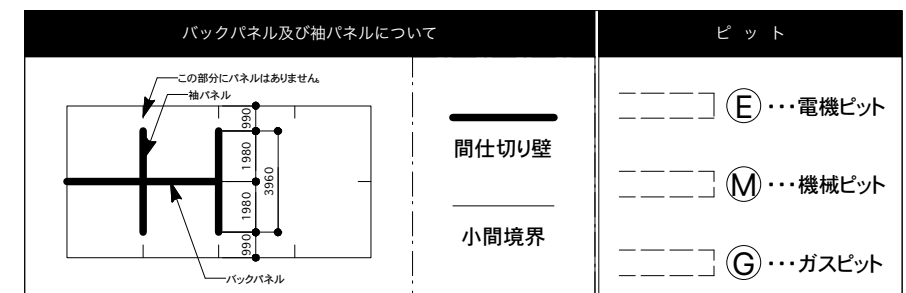 バックパネル及び袖パネルについて
ピット
この部分にパネルはありません。
袖パネル
990
1980
3960
1980
990
バックパネル
間仕切り壁
小間境界
Ⓔ・・・電機ピット
Ⓜ・・・機械ピット
Ⓖ・・・ガスピット